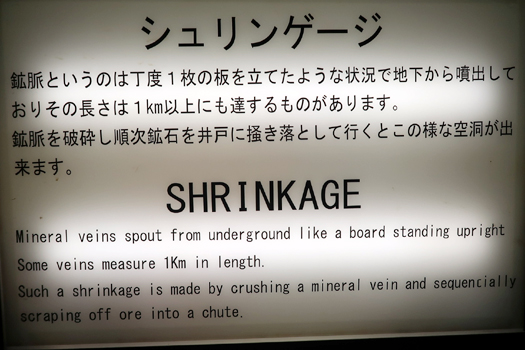 シュリンゲージ
鉱脈というのは丁度１枚の板を立てたような状況で地下から噴出して
おりその長さは１km以上にも達するものがあります。
鉱脈を破砕し順次鉱石を井戸に掻き落として行くとこの様な空洞が出
来ます。
SHRINKAGE
Mineral veins spout from underground like a board standing upright
Some veins measure 1Km in length.
Such a shrinkage is made by crushing a mineral vein and sequencially
scraping off ore into a chute.